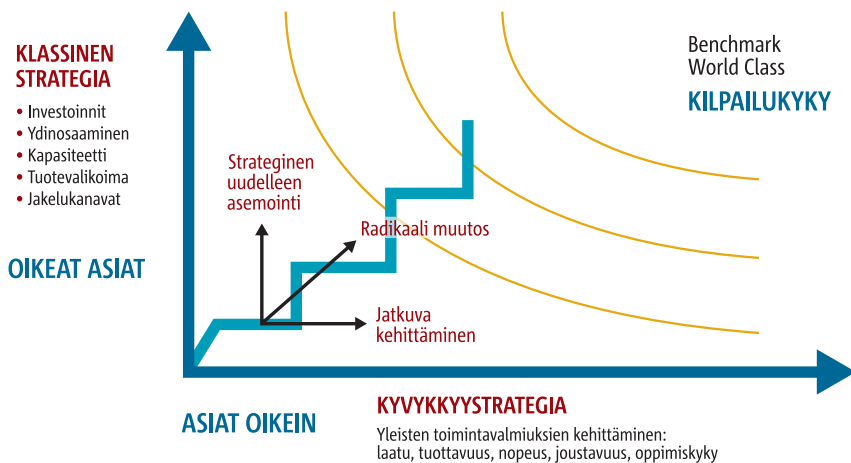 KLASSINEN
STRATEGIA
• Investoinnit
• Ydinosaaminen
• Kapasiteetti
• Tuotevalikoima
• Jakelukanavat
OIKEAT ASIAT
Benchmark
World Class
KILPAILUKYKY
Strateginen
uudelleen
asemointi
Radikaali muutos
Jatkuva
kehittäminen
ASIAT OIKEIN
KYVYKKYYSTRATEGIA
Yleisten toimintavalmiuksien kehittäminen:
laatu, tuottavuus, nopeus, joustavuus, oppimiskyky